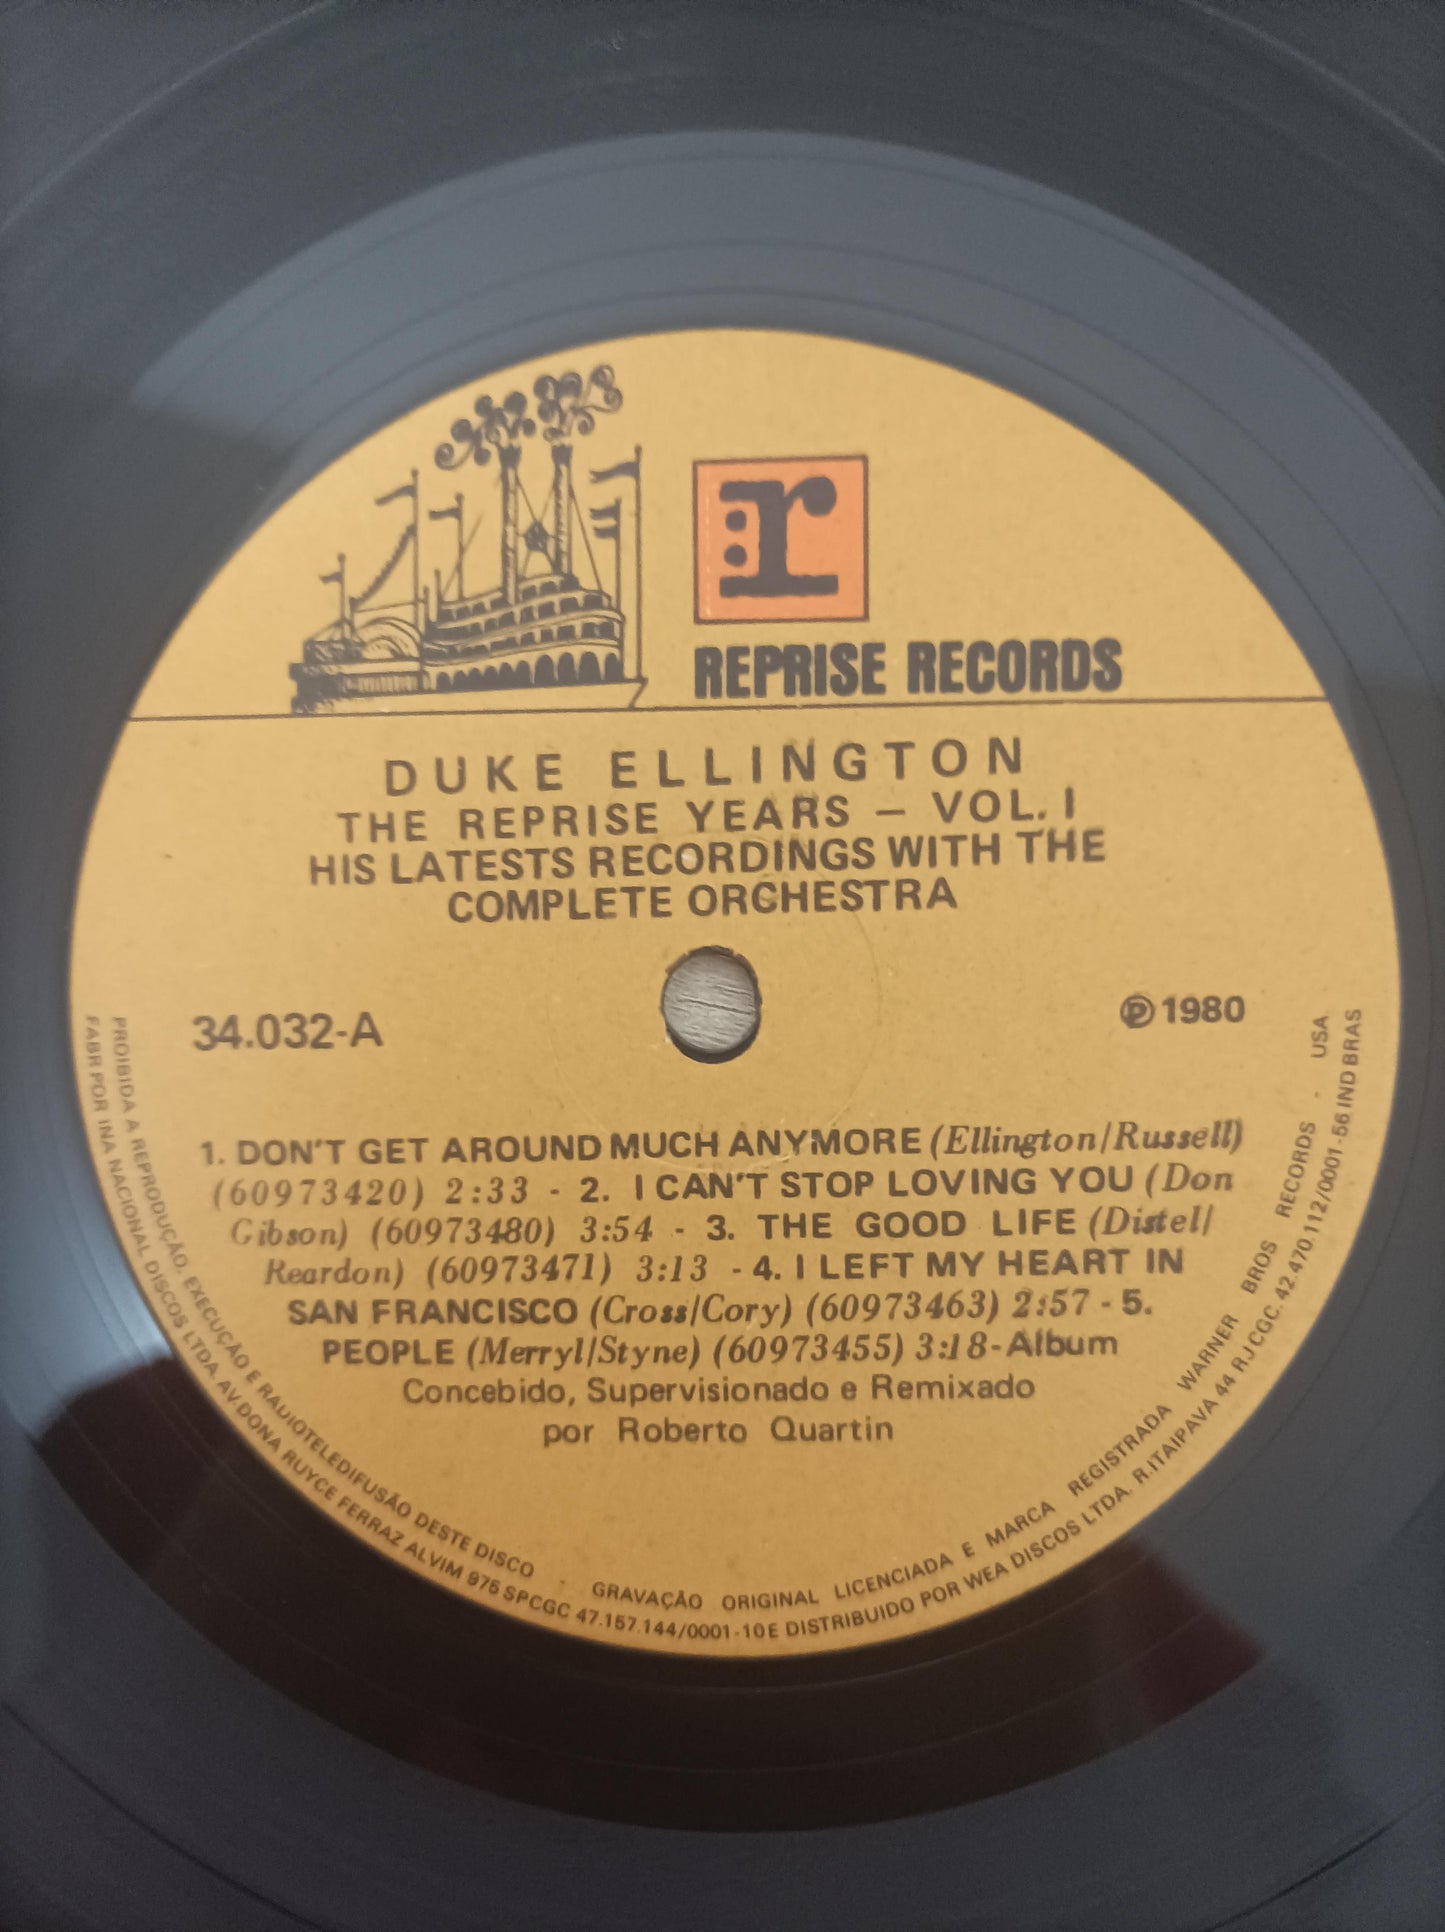 :r
REPRISE RECORDS
DUKE ELLINGTON
THE REPRISE YEARS – VOL. I
HIS LATESTS RECORDINGS WITH THE
COMPLETE ORCHESTRA
34.032-A
℗ 1980
1. DON'T GET AROUND MUCH ANYMORE (Ellington/Russell)
(60973420) 2:33 - 2. I CAN'T STOP LOVING YOU (Don
Gibson) (60973480) 3:54 - 3. THE GOOD LIFE (Distel/
Reardon) (60973471) 3:13 - 4. I LEFT MY HEART IN
SAN FRANCISCO (Cross/Cory) (60973463) 2:57 - 5.
PEOPLE (Merryl/Styne) (60973455) 3:18-Album
Concebido, Supervisionado e Remixado
por Roberto Quartin
PROIBIDA A REPRODUÇÃO, EXECUÇÃO E RADIOTELEDIFUSÃO DESTE DISCO - GRAVAÇÃO ORIGINAL LICENCIADA E MARCA REGISTRADA WARNER BROS RECORDS - USA
FABR POR INA NACIONAL DISCOS LTDA. AV.DONA RUYCE FERRAZ ALVIM 975 SPCGC 47.157.144/0001-10 E DISTRIBUIDO POR WEA DISCOS LTDA. R.ITAIPAVA 44 RJ CGC. 42.470.112/0001-56 IND BRAS